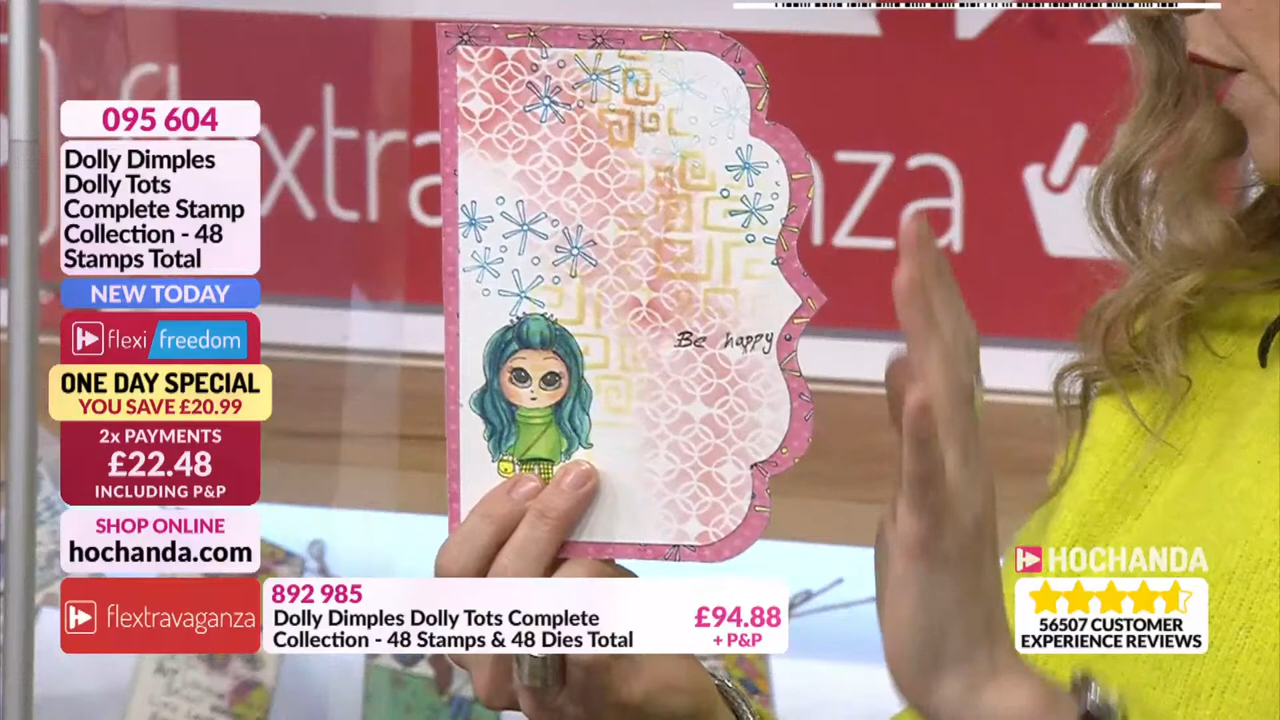 095 604
Dolly Dimples
Dolly Tots
Complete Stamp
Collection - 48
Stamps Total
NEW TODAY
flexi freedom
ONE DAY SPECIAL
YOU SAVE £20.99
2x PAYMENTS
£22.48
INCLUDING P&P
SHOP ONLINE
hochanda.com
flextravaganza
892 985
Dolly Dimples Dolly Tots Complete
Collection - 48 Stamps & 48 Dies Total
£94.88
+ P&P
Be happy
HOCHANDA
56507 CUSTOMER
EXPERIENCE REVIEWS